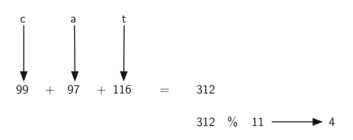 c a t
99 + 97 + 116 = 312
312 % 11 4